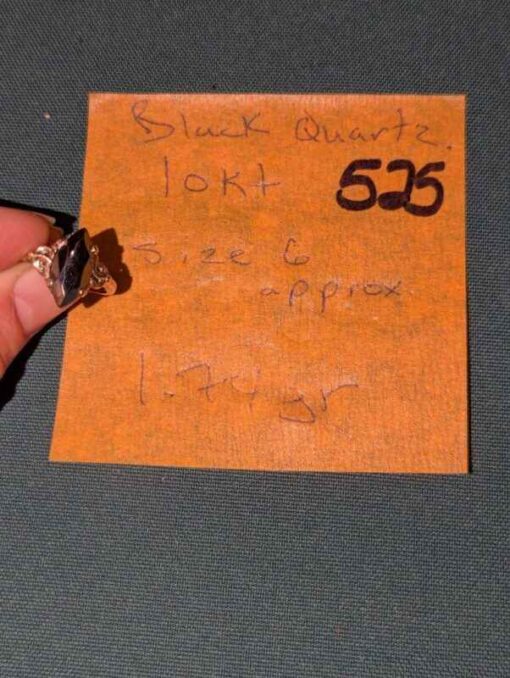 Black Quartz.
10Kt 525
Size 6
approx.
1.74 gr